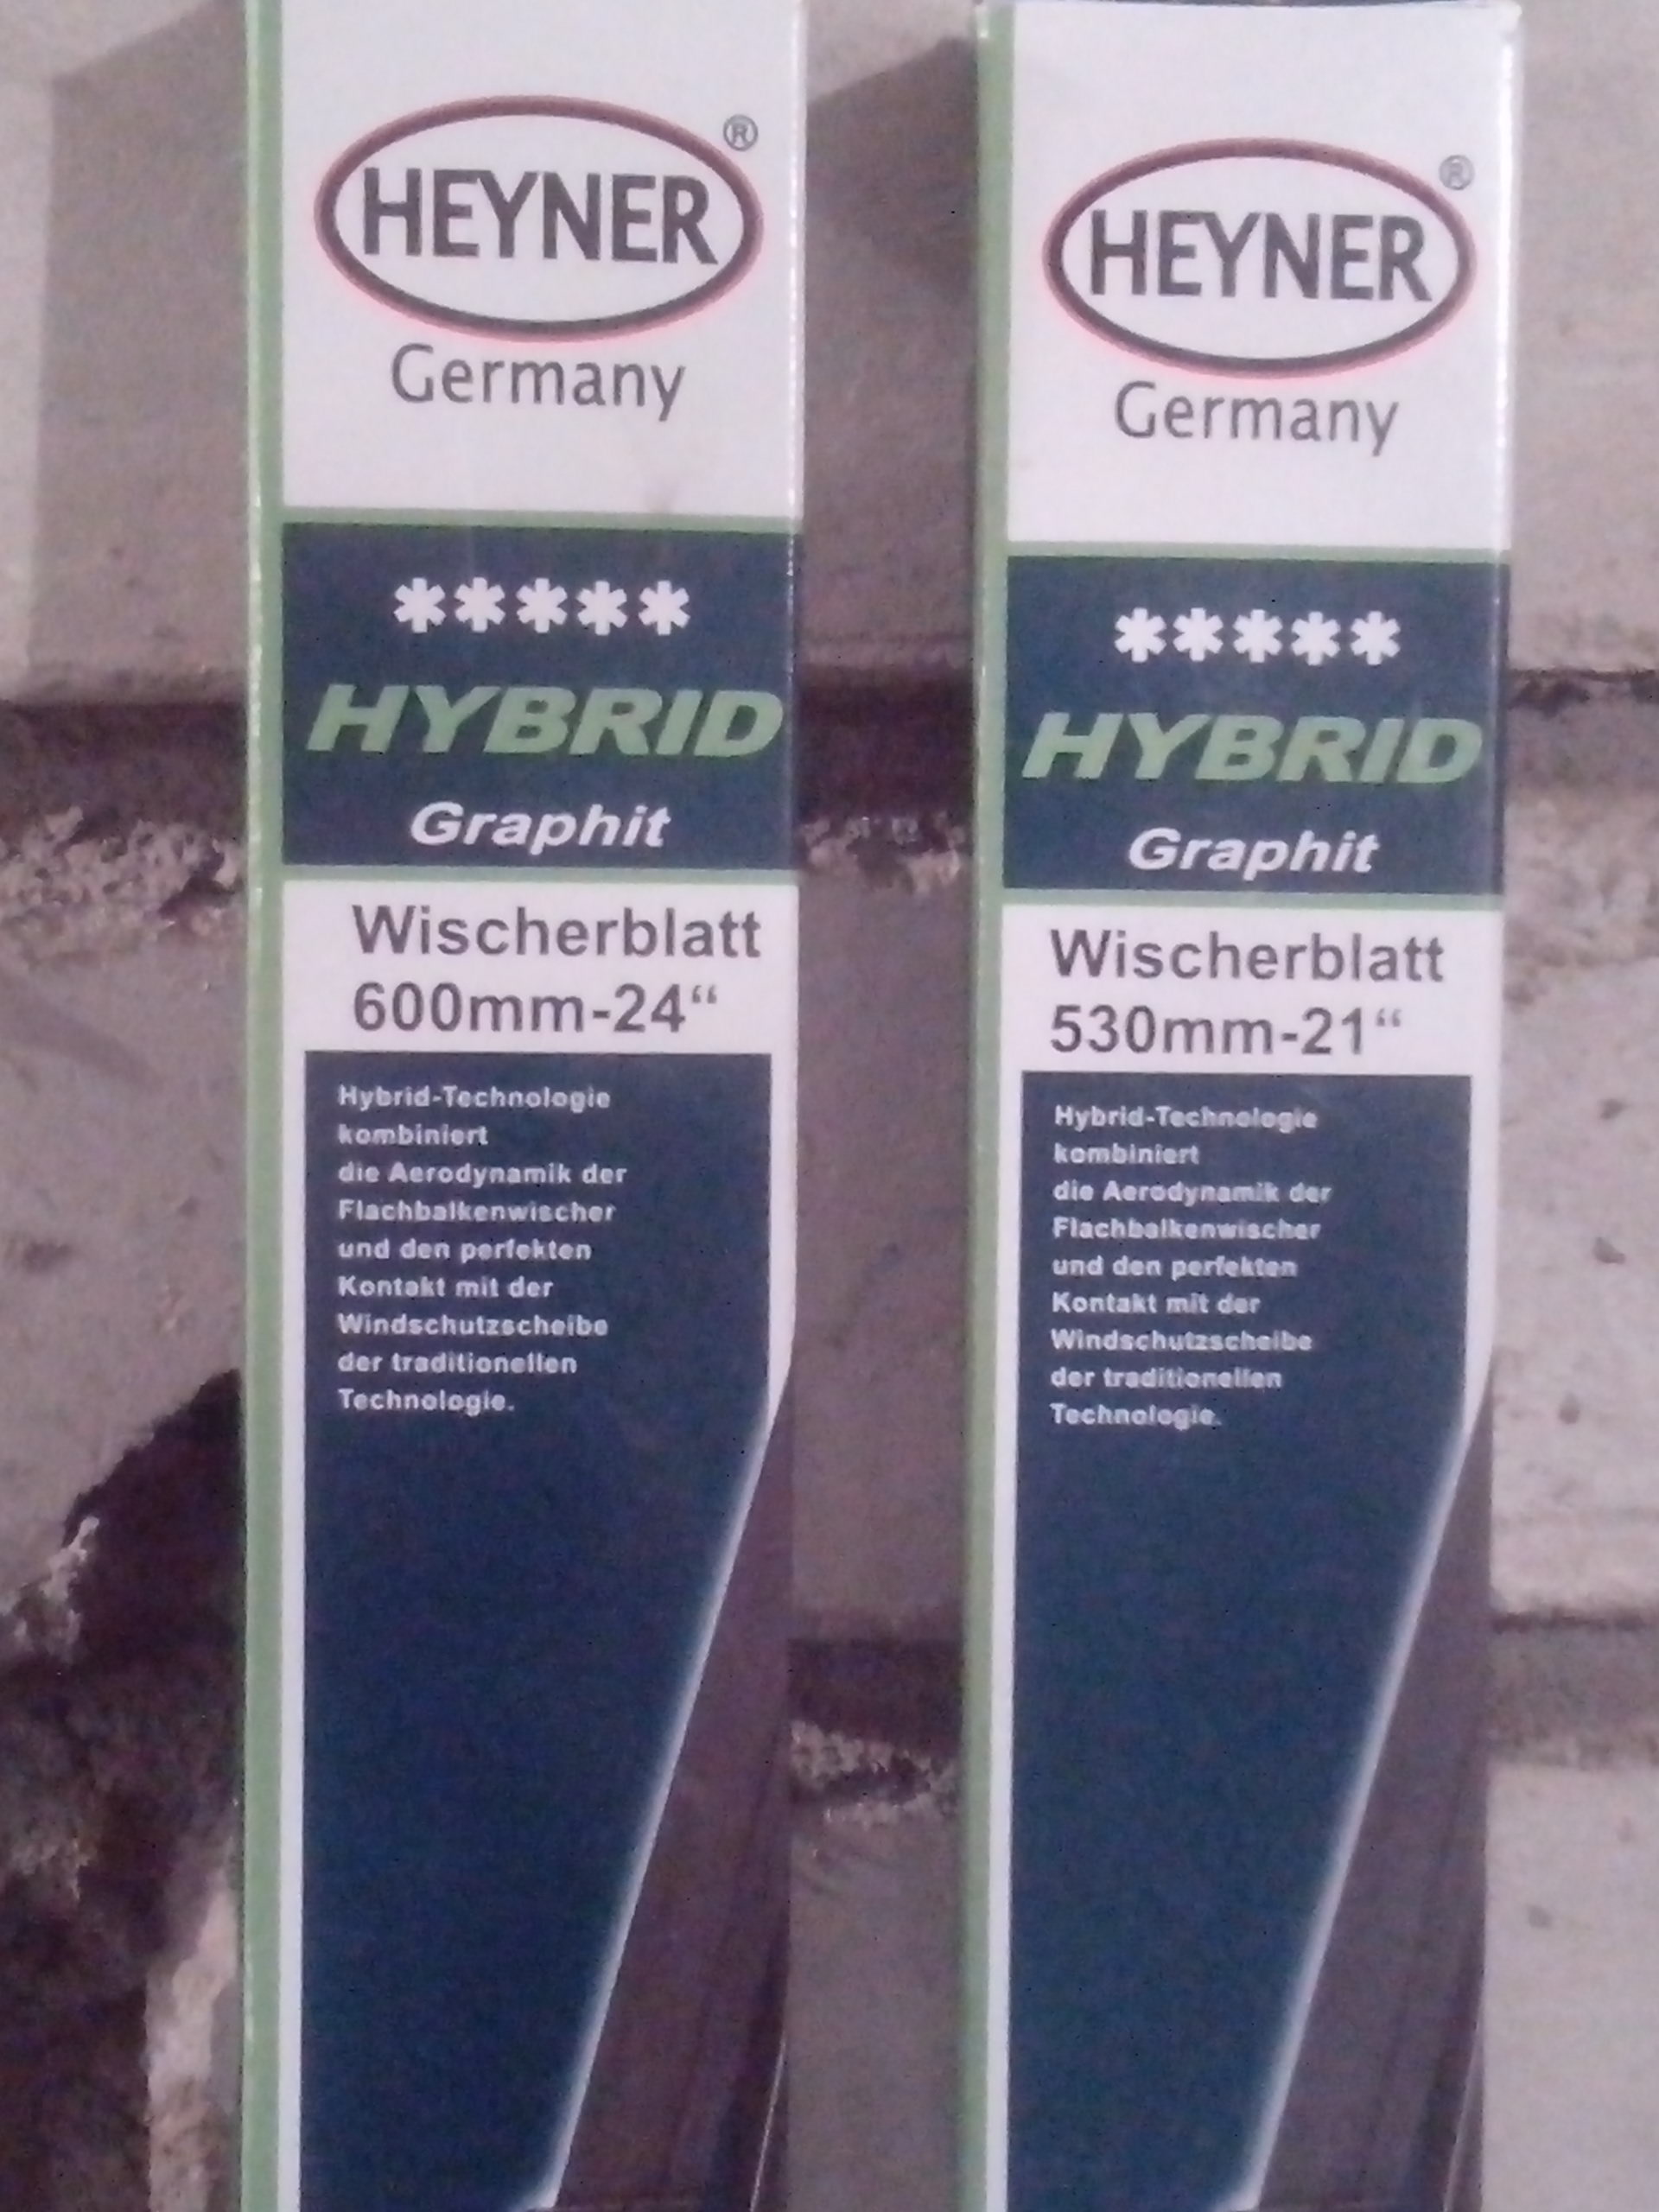 HEYNER®
Germany
*****
HYBRID
Graphit
Wischerblatt
600mm-24“
Hybrid-Technologie
kombiniert
die Aerodynamik der
Flachbalkenwischer
und den perfekten
Kontakt mit der
Windschutzscheibe
der traditionellen
Technologie.
HEYNER®
Germany
*****
HYBRID
Graphit
Wischerblatt
530mm-21“
Hybrid-Technologie
kombiniert
die Aerodynamik der
Flachbalkenwischer
und den perfekten
Kontakt mit der
Windschutzscheibe
der traditionellen
Technologie.